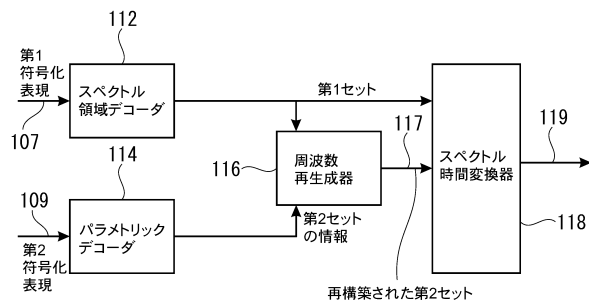 112
第1
符号化
表現
107
スペクトル
領域デコーダ
第1セット
114
116
周波数
再生成器
117
スペクトル
時間変換器
119
118
109
第2
符号化
表現
パラメトリック
デコーダ
第2セット
の情報
再構築された第2セット